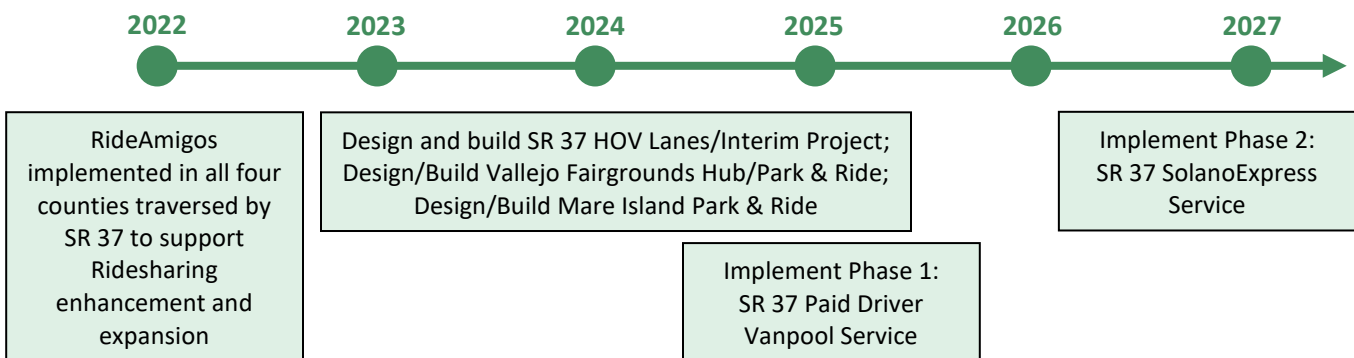 2022
2023
2024
2025
2026
2027
RideAmigos
implemented in all four
counties traversed by
SR 37 to support
Ridesharing
enhancement and
expansion
Design and build SR 37 HOV Lanes/Interim Project;
Design/Build Vallejo Fairgrounds Hub/Park & Ride;
Design/Build Mare Island Park & Ride
Implement Phase 1:
SR 37 Paid Driver
Vanpool Service
Implement Phase 2:
SR 37 SolanoExpress
Service